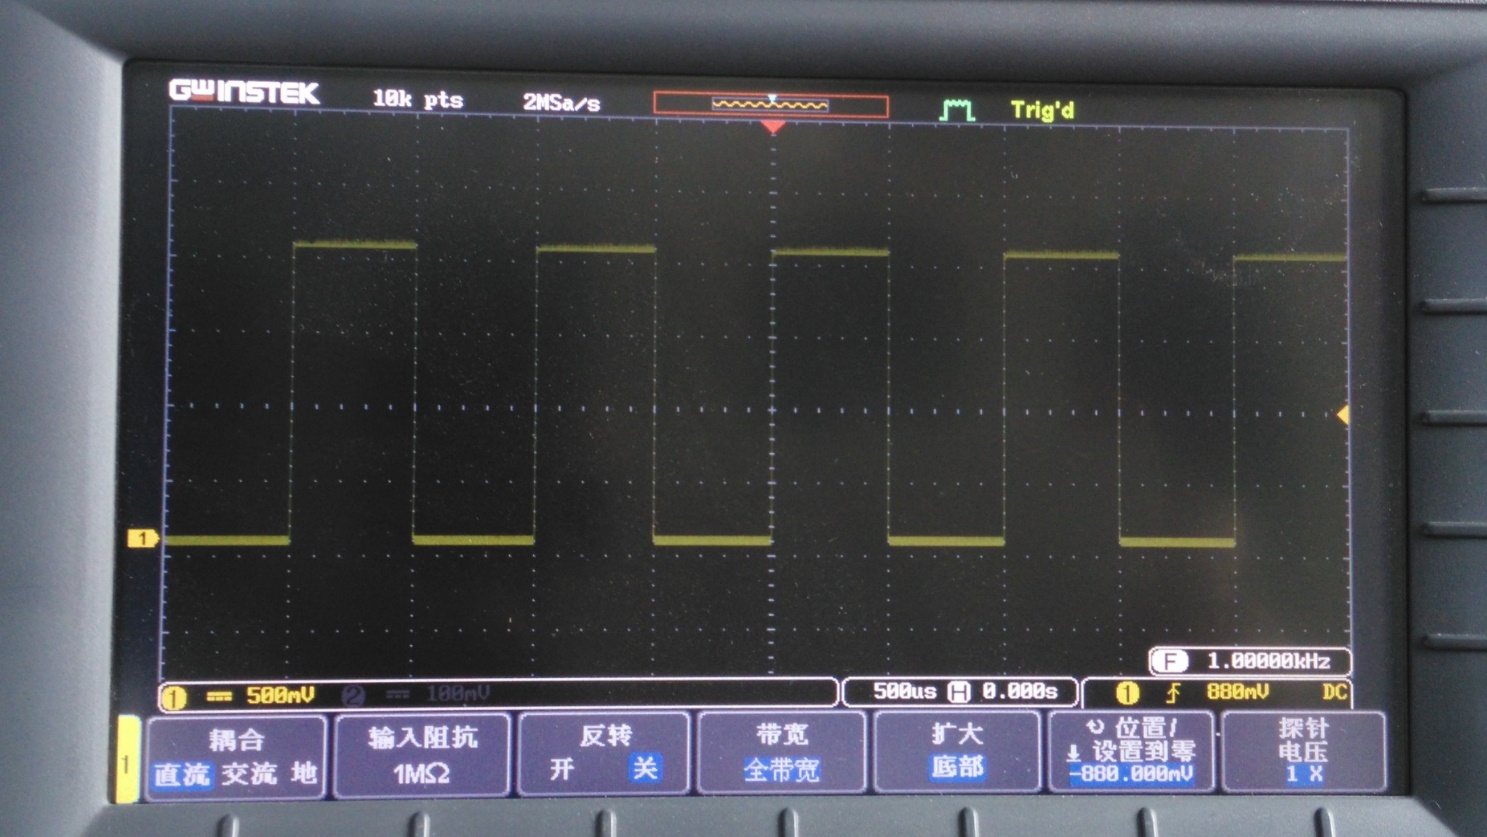 GWINSTEK 10k pts 2MSa/s Trig'd
1
F 1.00000kHz
1 500mV 2 100mV 500us H 0.000s 1 880mV DC
1
耦合 输入阻抗 反转 带宽 扩大 位置/ 探针
设置到零 电压
直流 交流 地 1MΩ 开 关 全带宽 底部 -880.000mV 1 X